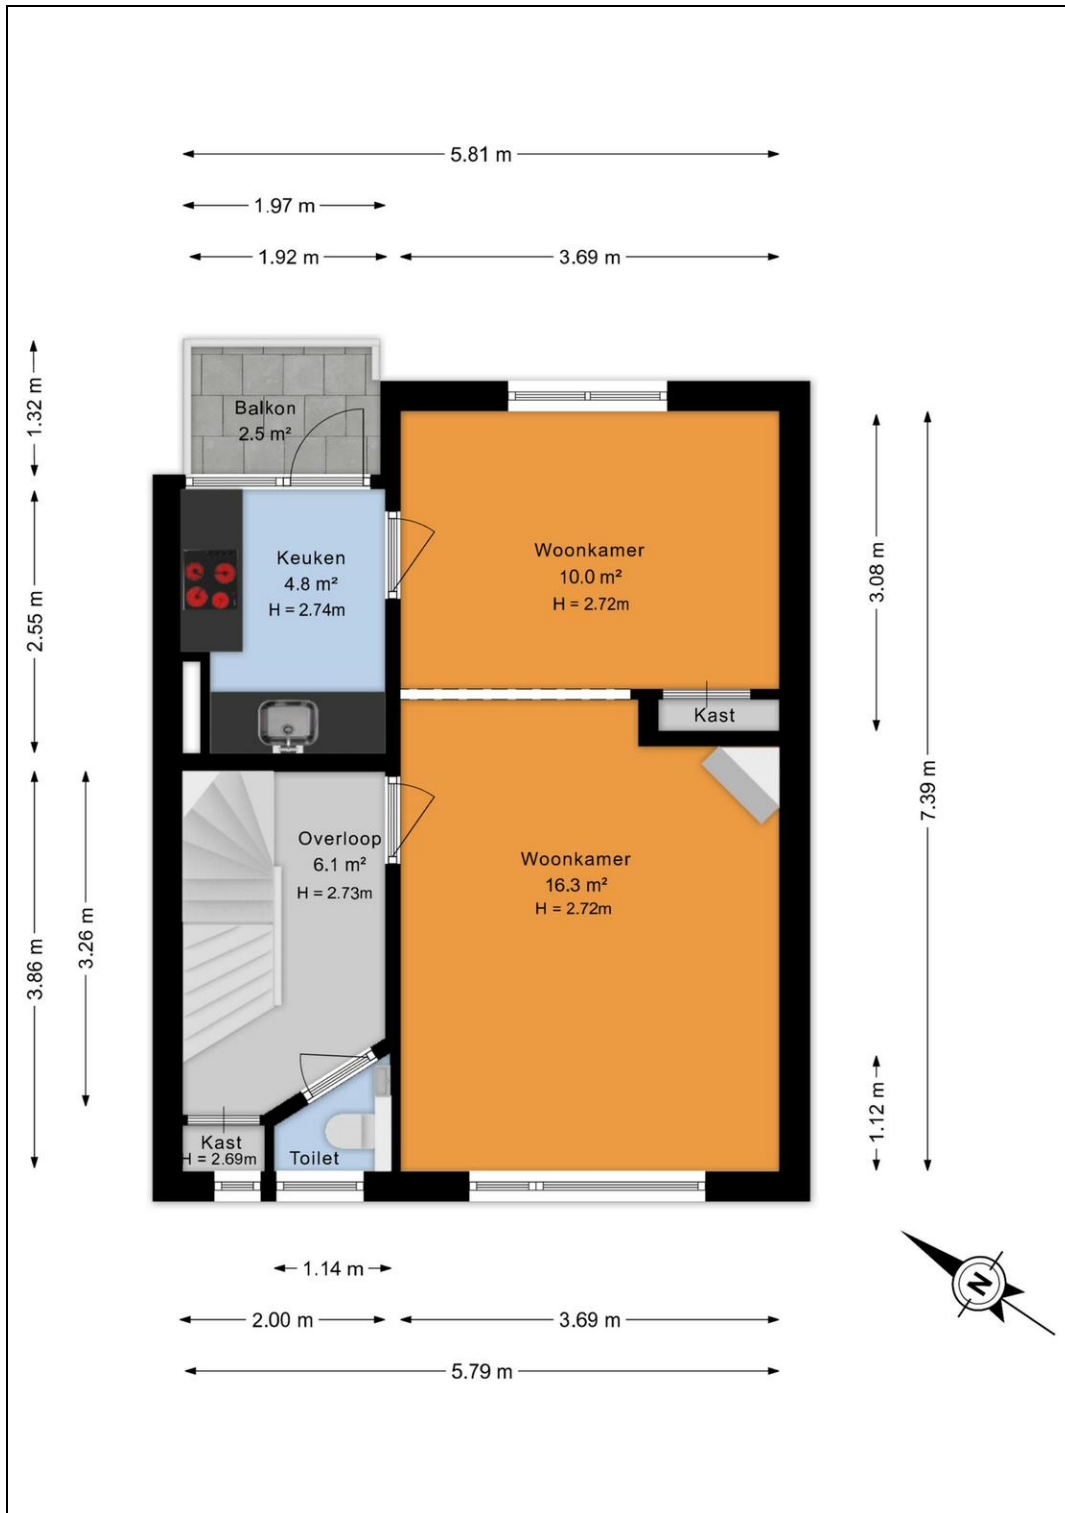 5.81 m
1.97 m
1.92 m
3.69 m
1.32 m
2.55 m
3.86 m
3.26 m
Balkon
2.5 m²
Keuken
4.8 m²
H = 2.74m
Woonkamer
10.0 m²
H = 2.72m
Kast
3.08 m
7.39 m
Overloop
6.1 m²
H = 2.73m
Woonkamer
16.3 m²
H = 2.72m
1.12 m
Kast
H = 2.69m
Toilet
N
1.14 m
2.00 m
3.69 m
5.79 m